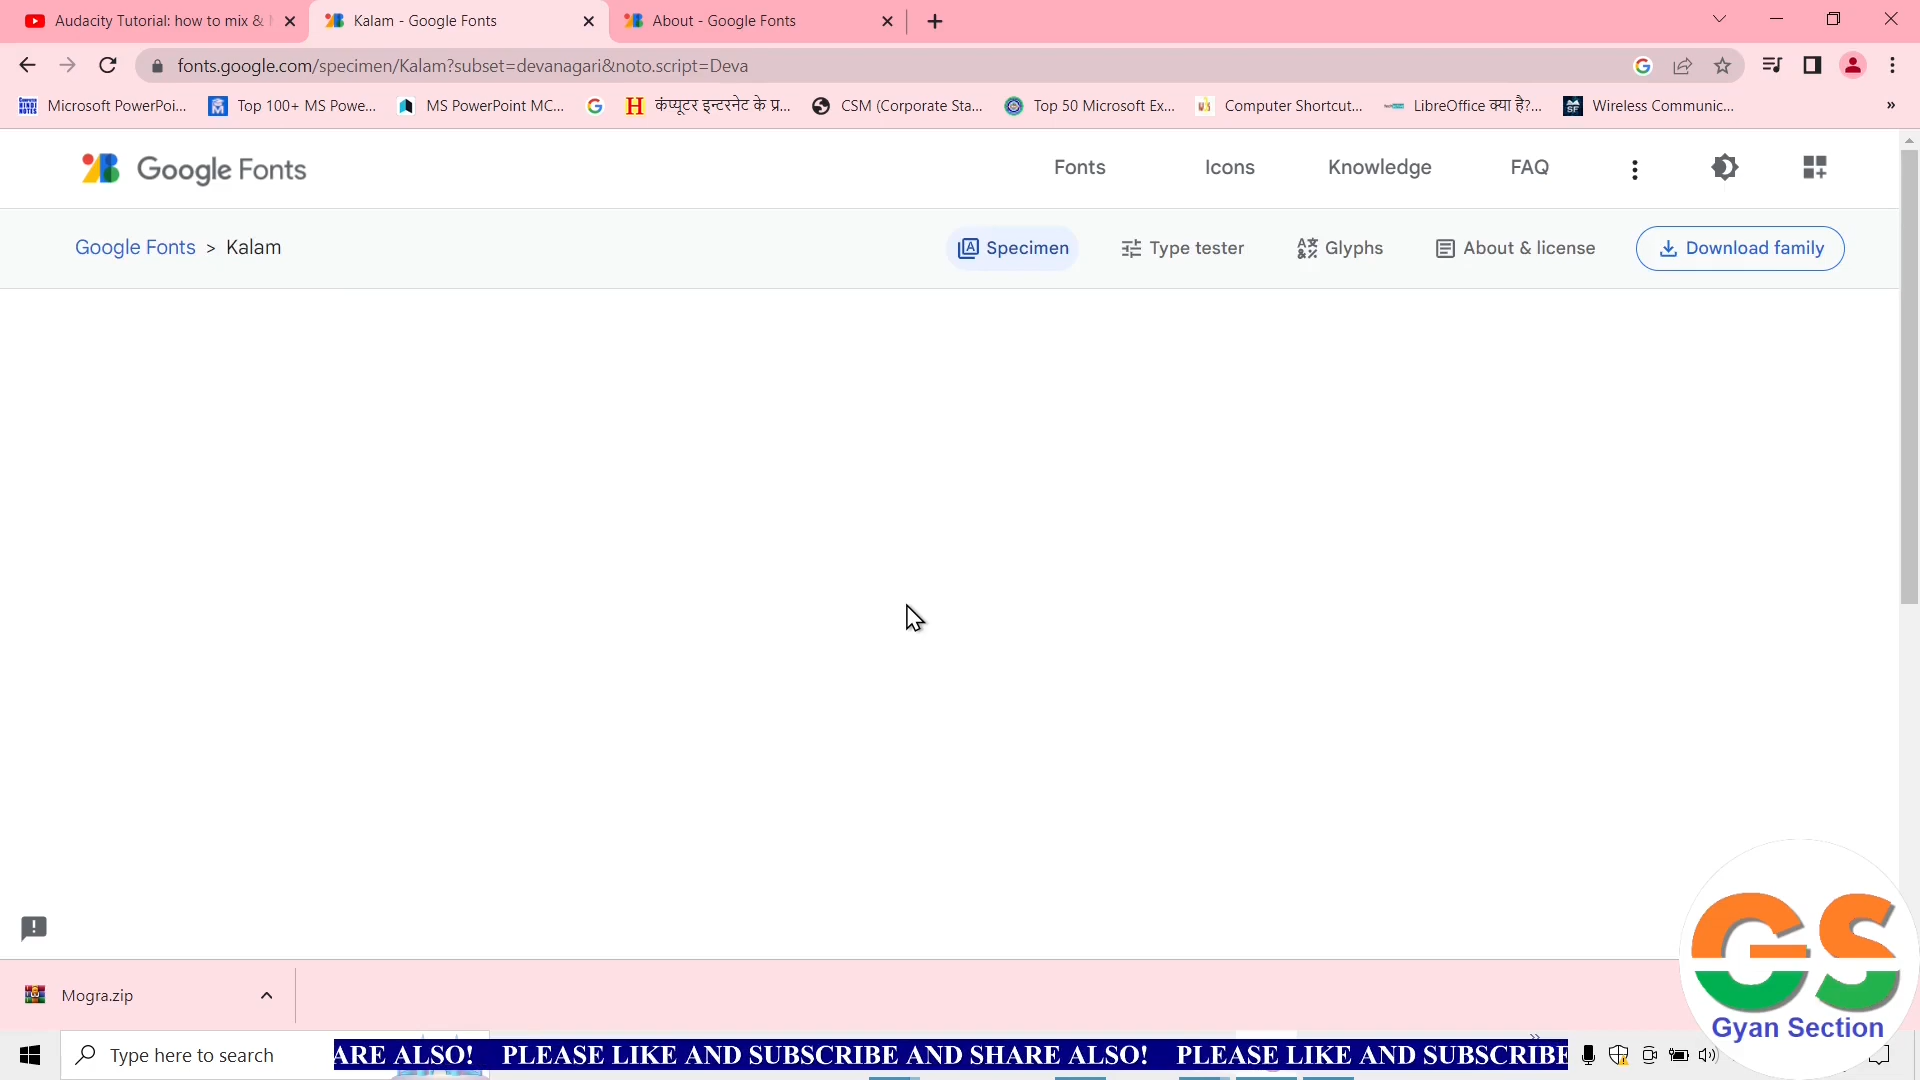 Audacity Tutorial: how to mix &
Kalam - Google Fonts
About - Google Fonts
fonts.google.com/specimen/Kalam?subset=devanagari&noto.script=Deva
Microsoft PowerPoi...
Top 100+ MS Powe...
MS PowerPoint MC...
कंप्यूटर इन्टरनेट के प्र...
CSM (Corporate Sta...
Top 50 Microsoft Ex...
Computer Shortcut...
LibreOffice क्या है?...
Wireless Communic...
Google Fonts
Fonts
Icons
Knowledge
FAQ
Google Fonts > Kalam
Specimen
Type tester
Glyphs
About & license
Download family
Mogra.zip
GS
Gyan Section
Type here to search
ARE ALSO! PLEASE LIKE AND SUBSCRIBE AND SHARE ALSO! PLEASE LIKE AND SUBSCRIBE